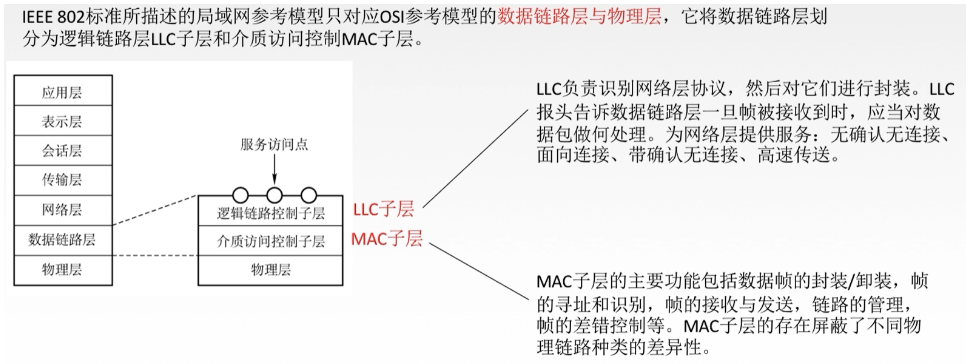 IEEE 802标准所描述的局域网参考模型只对应OSI参考模型的数据链路层与物理层，它将数据链路层划
分为逻辑链路层LLC子层和介质访问控制MAC子层。
应用层
表示层
会话层
传输层
网络层
数据链路层
物理层
服务访问点
逻辑链路控制子层
介质访问控制子层
物理层
LLC子层
MAC子层
LLC负责识别网络层协议，然后对它们进行封装。LLC
报头告诉数据链路层一旦帧被接收到时，应当对数
据包做何处理。为网络层提供服务：无确认无连接、
面向连接、带确认无连接、高速传送。
MAC子层的主要功能包括数据帧的封装/卸装，帧
的寻址和识别，帧的接收与发送，链路的管理，
帧的差错控制等。MAC子层的存在屏蔽了不同物
理链路种类的差异性。